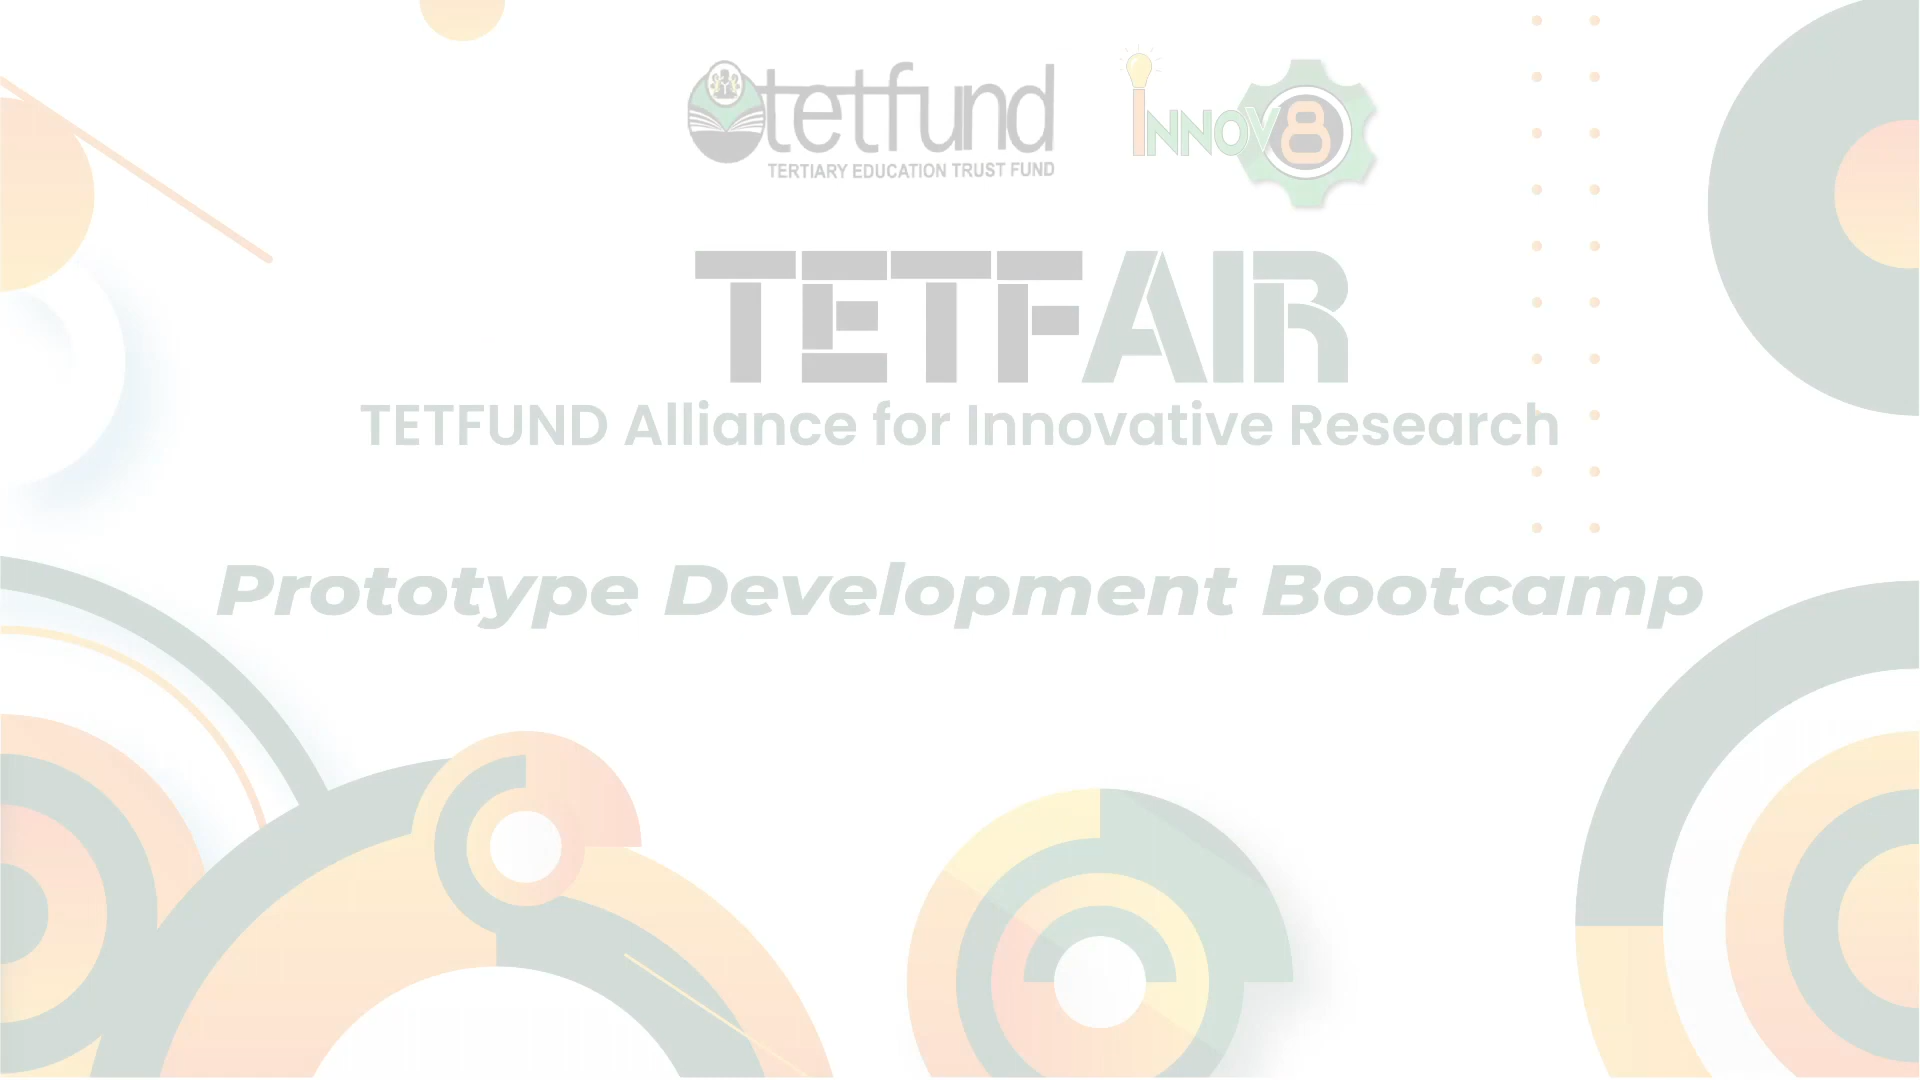 tetfund
TERTIARY EDUCATION TRUST FUND
INNOV8
TETFAIR
TETFUND Alliance for Innovative Research
Prototype Development Bootcamp